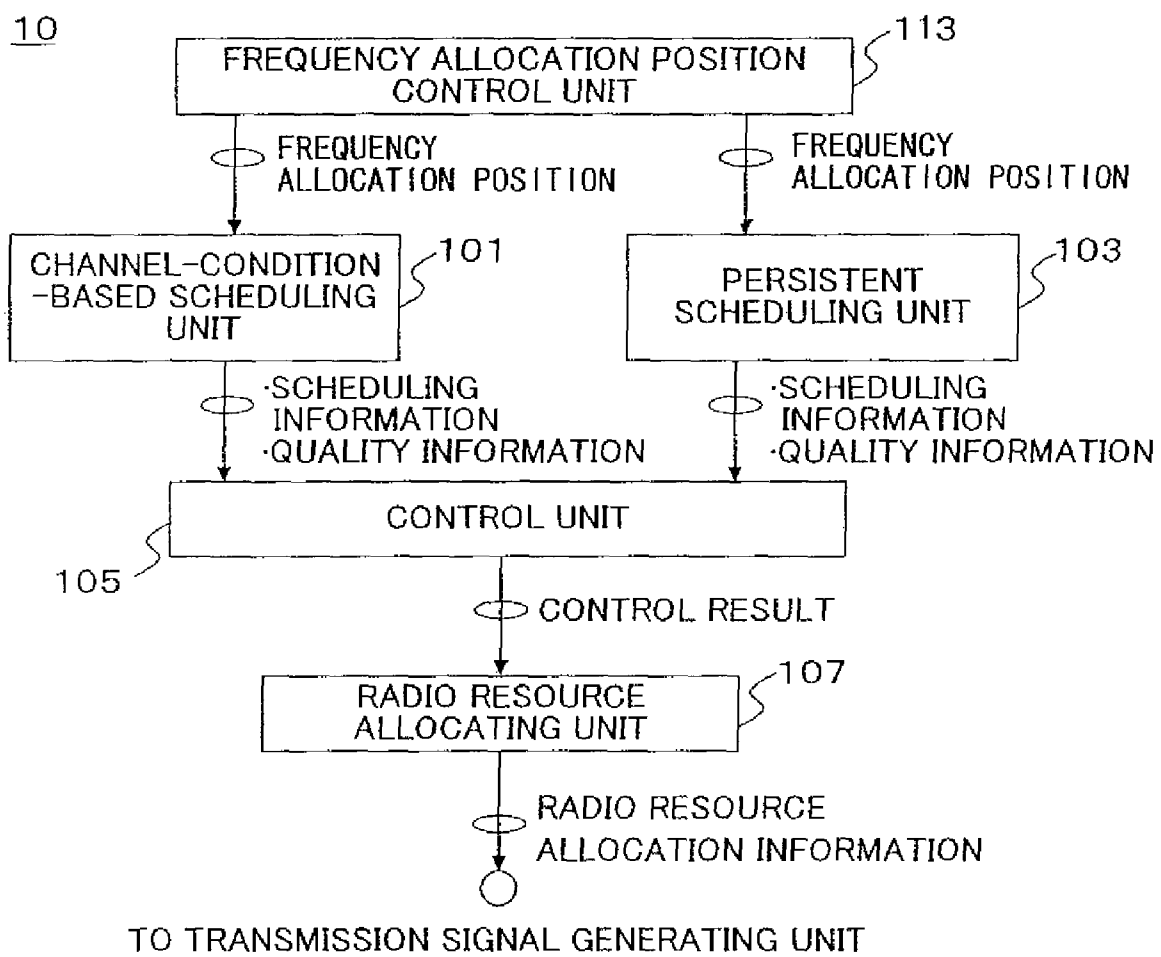 10
113
FREQUENCY ALLOCATION POSITION
CONTROL UNIT
FREQUENCY
ALLOCATION POSITION
FREQUENCY
ALLOCATION POSITION
101
CHANNEL-CONDITION
-BASED SCHEDULING
UNIT
103
PERSISTENT
SCHEDULING UNIT
·SCHEDULING
INFORMATION
·QUALITY INFORMATION
·SCHEDULING
INFORMATION
·QUALITY INFORMATION
CONTROL UNIT
105
CONTROL RESULT
107
RADIO RESOURCE
ALLOCATING UNIT
RADIO RESOURCE
ALLOCATION INFORMATION
TO TRANSMISSION SIGNAL GENERATING UNIT